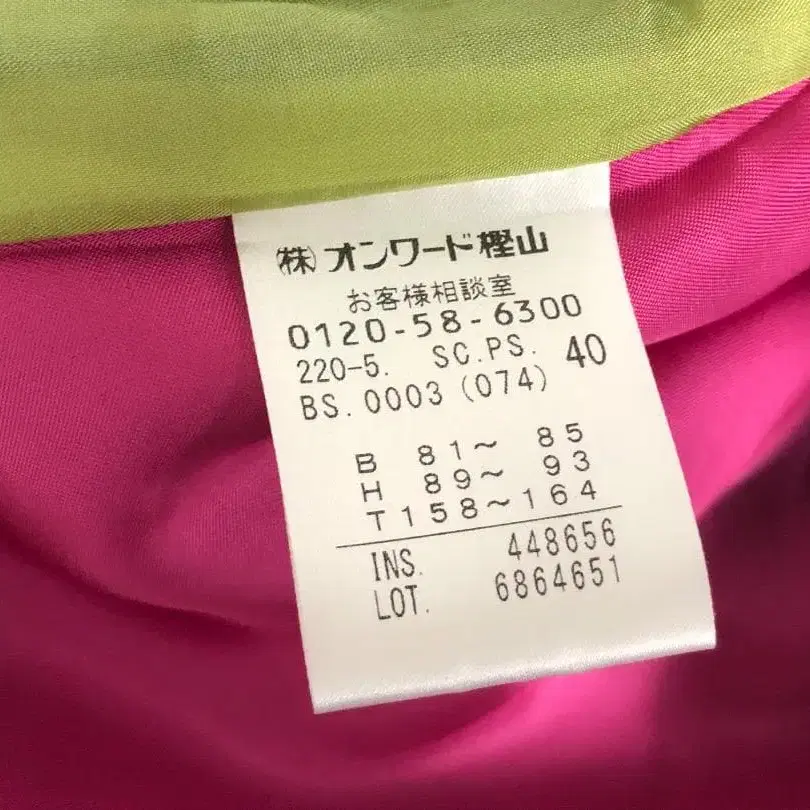 ㈱オンワード樫山
お客様相談室
0120-58-6300
220-5. SC.PS. 40
BS.0003 (074)
B 81～ 85
H 89～ 93
T158～164
INS. 448656
LOT. 6864651